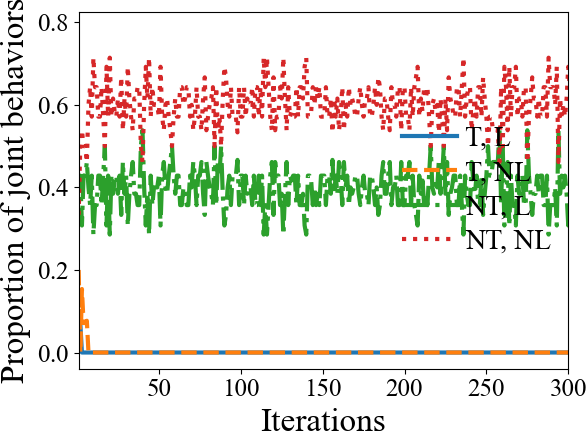 Proportion of joint behaviors
0.8
0.6
0.4
0.2
0.0
T, L
T, NL
NT, L
NT, NL
50 100 150 200 250 300
Iterations